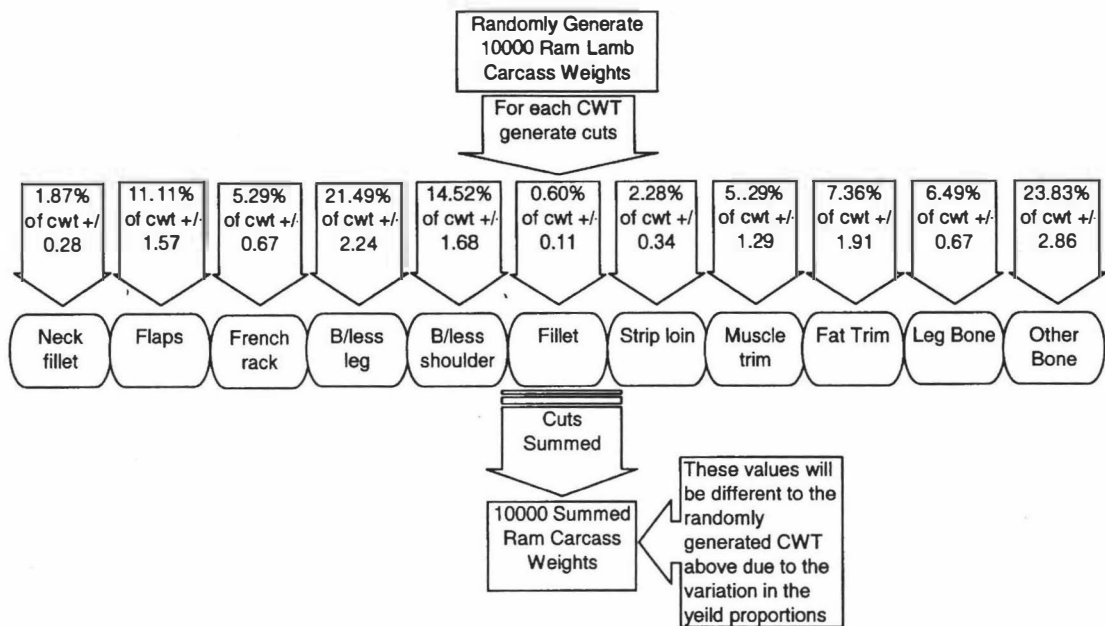 Randomly Generate
10000 Ram Lamb
Carcass Weights
For each CWT
generate cuts
1.87%
of cwt +/-
0.28
11.11%
of cwt +/-
1.57
5.29%
of cwt +/-
0.67
21.49%
of cwt +/-
2.24
14.52%
of cwt +/-
1.68
0.60%
of cwt +/-
0.11
2.28%
of cwt +/-
0.34
5..29%
of cwt +/-
1.29
7.36%
of cwt +/
1.91
6.49%
of cwt +/-
0.67
23.83%
of cwt +/-
2.86
Neck
fillet
Flaps
French
rack
B/less
leg
B/less
shoulder
Fillet
Strip loin
Muscle
trim
Fat Trim
Leg Bone
Other
Bone
Cuts
Summed
10000 Summed
Ram Carcass
Weights
These values will
be different to the
randomly
generated CWT
above due to the
variation in the
yeild proportions